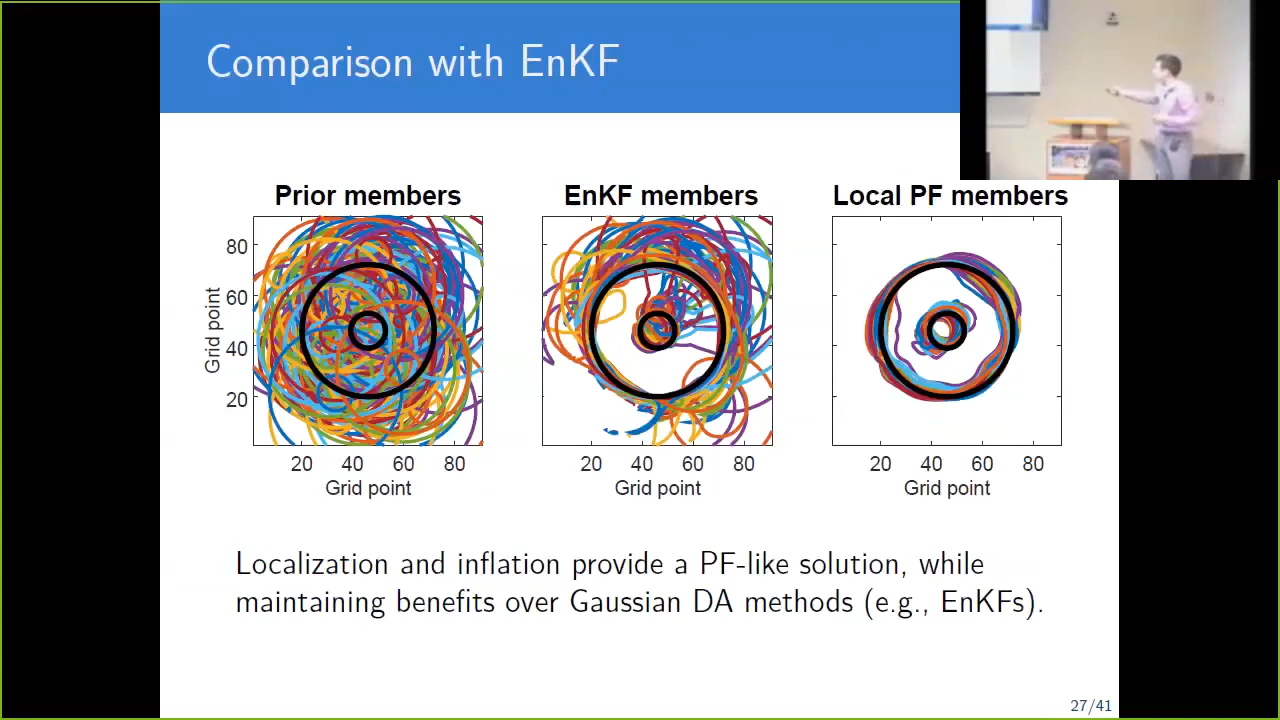 Comparison with EnKF
Prior members
EnKF members
Local PF members
Grid point
80
60
40
20
20 40 60 80
20 40 60 80
20 40 60 80
Grid point
Grid point
Grid point
Localization and inflation provide a PF-like solution, while
maintaining benefits over Gaussian DA methods (e.g., EnKFs).
27/41